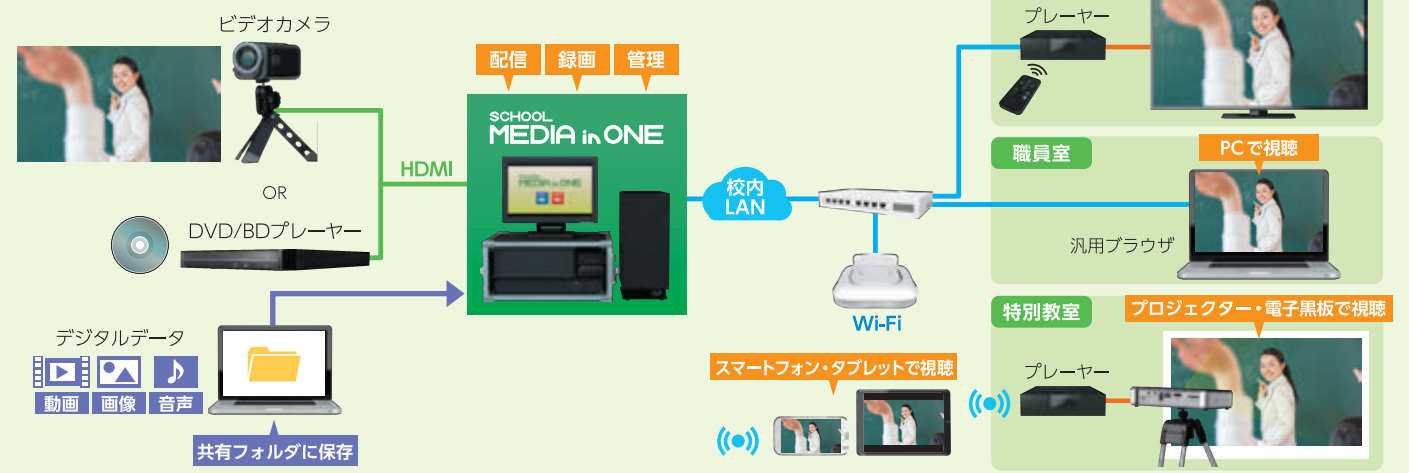 ビデオカメラ
OR
DVD/BDプレーヤー
HDMI
デジタルデータ
動画
画像
音声
共有フォルダに保存
配信
録画
管理
SCHOOL
MEDIA in ONE
MEDIA in ONE
校内
LAN
Wi-Fi
スマートフォン・タブレットで視聴
プレーヤー
職員室
PCで視聴
汎用ブラウザ
特別教室
プロジェクター・電子黒板で視聴
プレーヤー